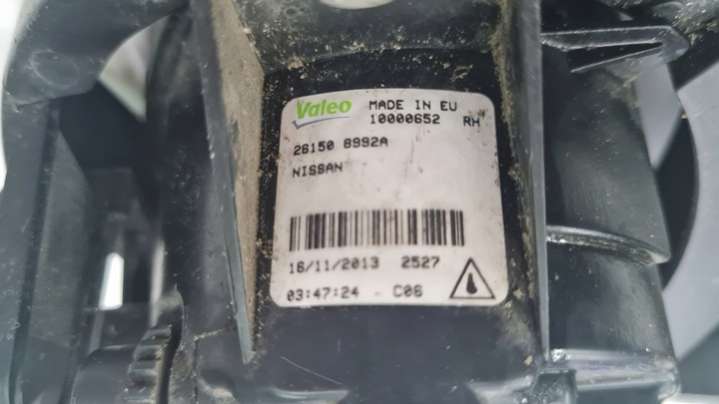 Valeo MADE IN EU
10000652 RH
26150 8992A
NISSAN
16/11/2013 2527
03:47:24 - C06